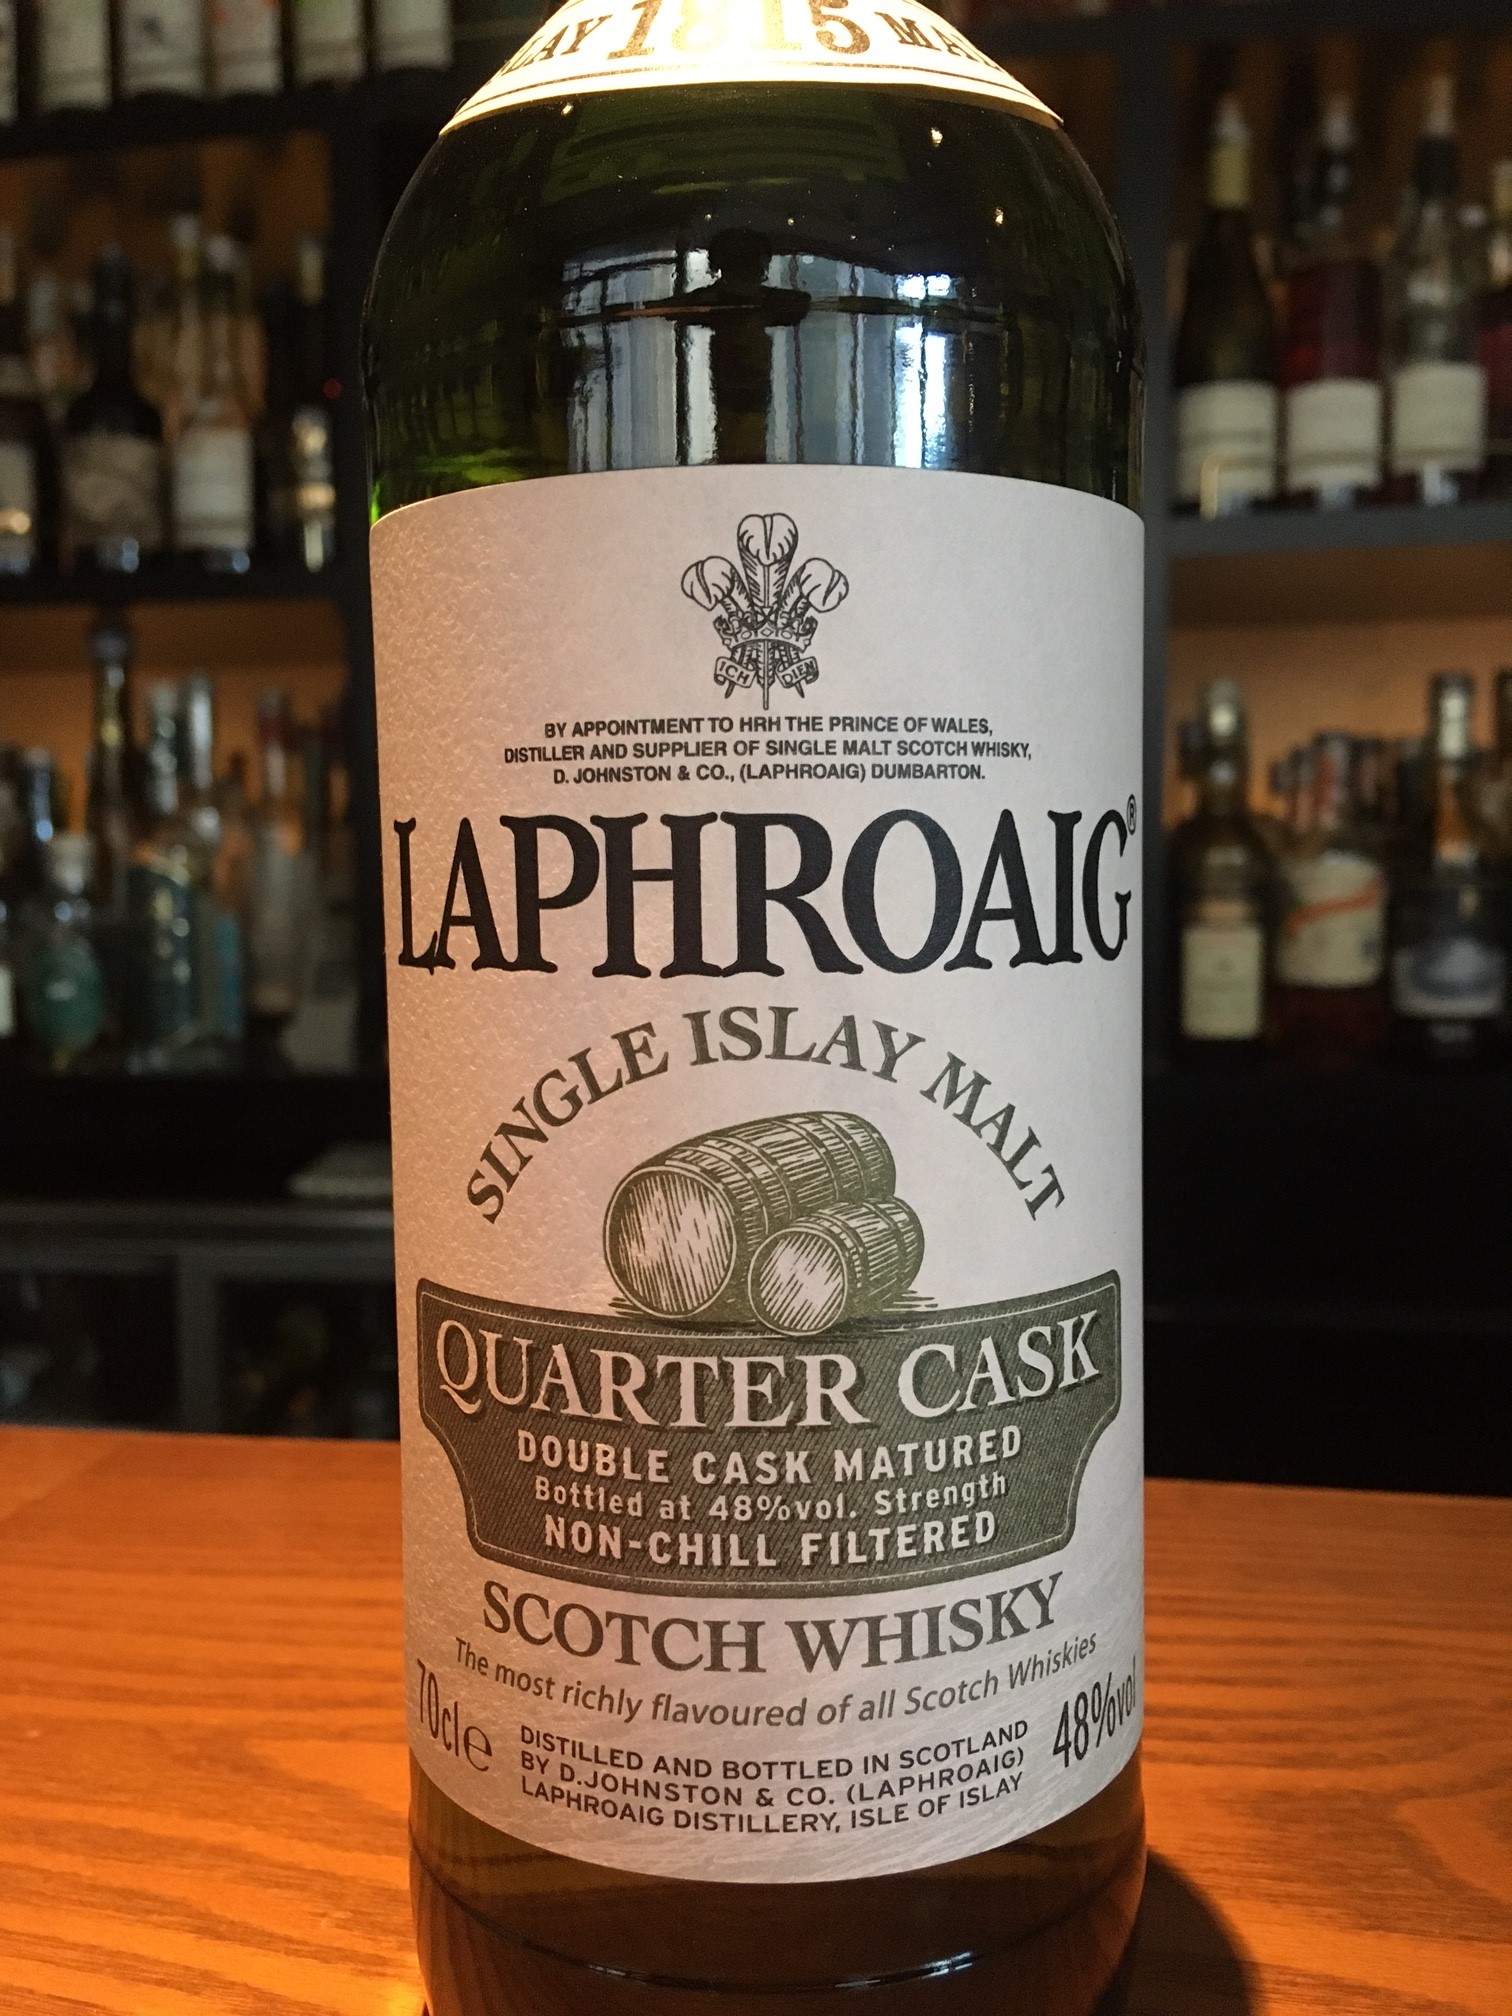 1815
ICH DIEN
BY APPOINTMENT TO HRH THE PRINCE OF WALES,
DISTILLER AND SUPPLIER OF SINGLE MALT SCOTCH WHISKY,
D. JOHNSTON & CO., (LAPHROAIG) DUMBARTON.
LAPHROAIG®
SINGLE ISLAY MALT
QUARTER CASK
DOUBLE CASK MATURED
Bottled at 48%vol. Strength
NON-CHILL FILTERED
SCOTCH WHISKY
The most richly flavoured of all Scotch Whiskies
70cl℮
48%vol
DISTILLED AND BOTTLED IN SCOTLAND
BY D.JOHNSTON & CO. (LAPHROAIG)
LAPHROAIG DISTILLERY, ISLE OF ISLAY